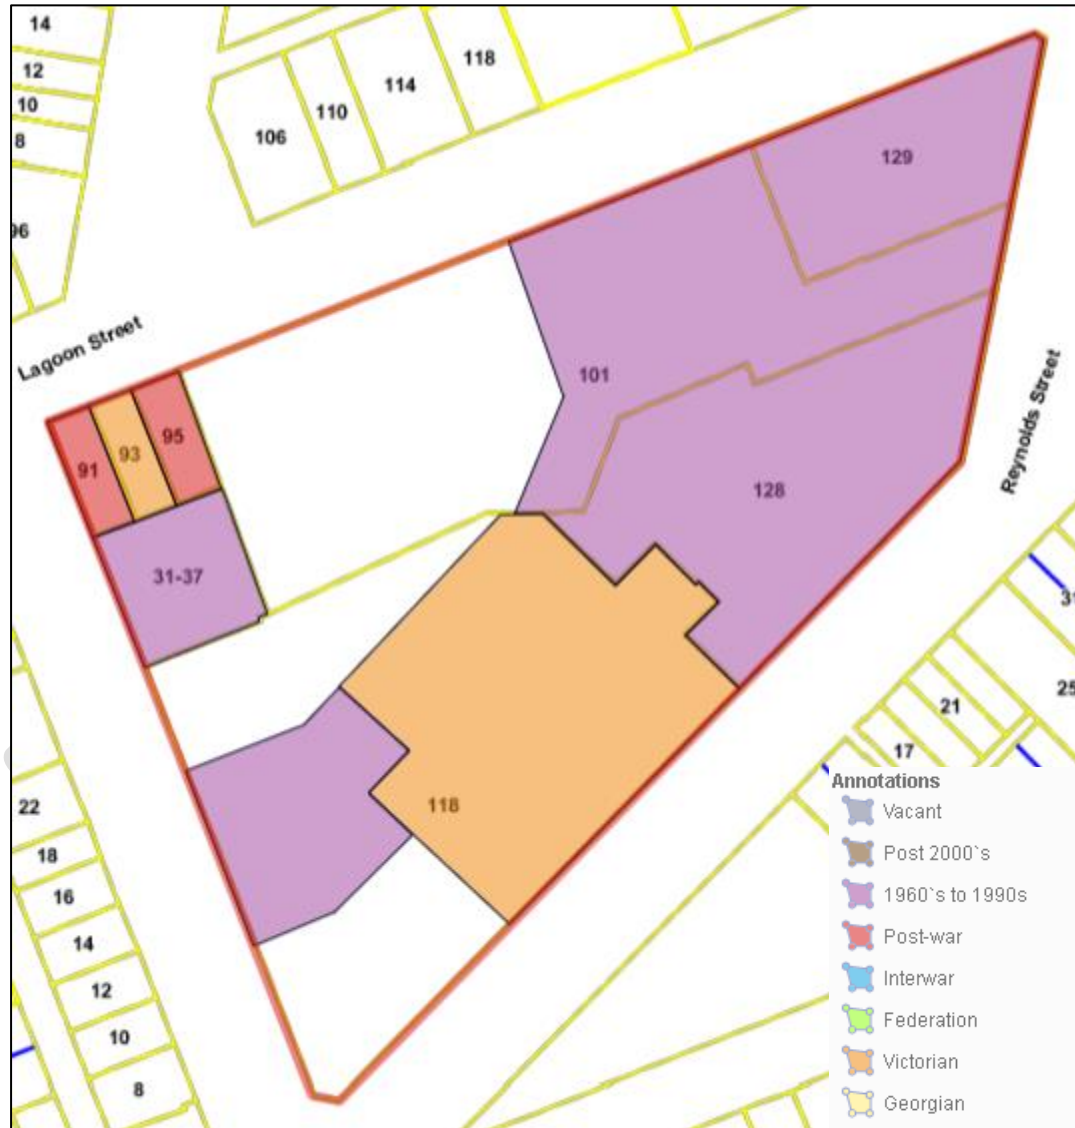 14
12
10
8
96
106
110
114
118
129
Lagoon Street
101
91
93
95
31-37
128
Reynolds Street
118
22
18
16
14
12
10
8
31
25
21
17
Annotations
Vacant
Post 2000`s
1960`s to 1990s
Post-war
Interwar
Federation
Victorian
Georgian